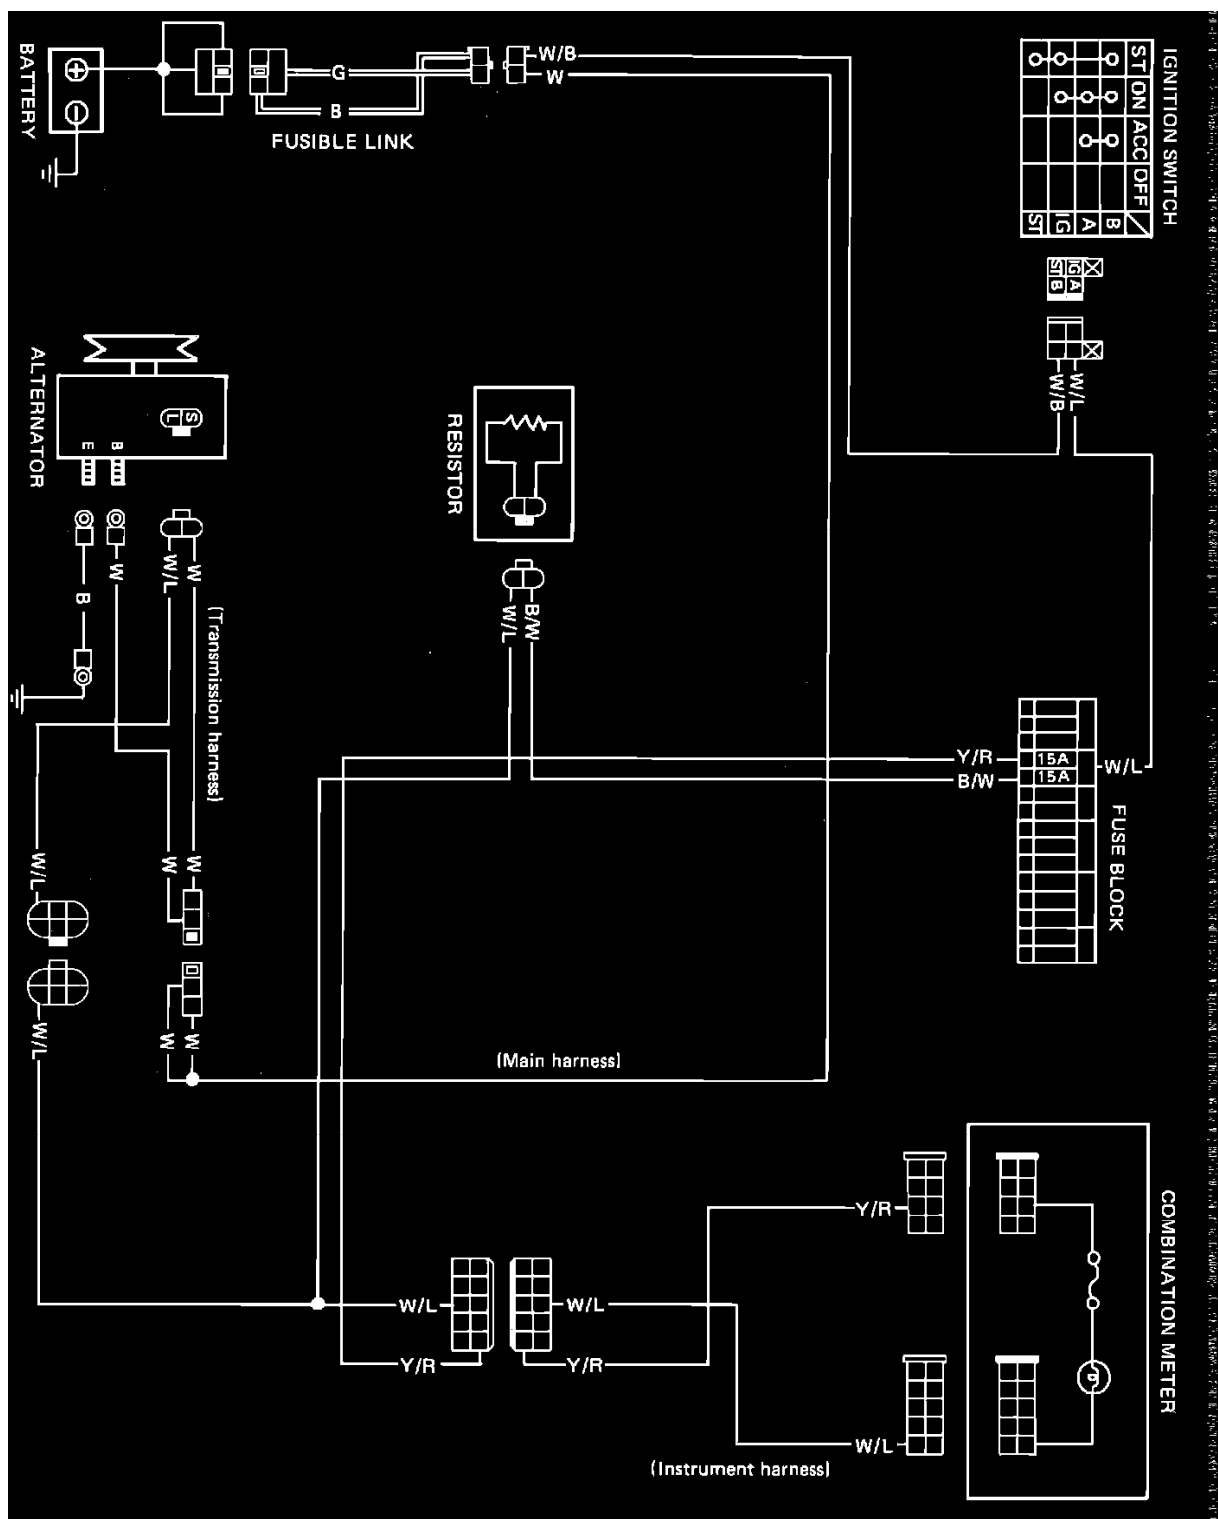 BATTERY
FUSIBLE LINK
G
B
W/B
W
IGNITION SWITCH
ST
ON
ACC
OFF
B
A
IG
ST
IG
A
ST
B
W/B
W/L
ALTERNATOR
S
L
E
B
B
W
W/L
W
(Transmission harness)
RESISTOR
W/L
B/W
Y/R
B/W
15A
15A
W/L
FUSE BLOCK
W/L
W
W
W/L
W
W
(Main harness)
COMBINATION METER
Y/R
W/L
W/L
Y/R
Y/R
W/L
(Instrument harness)